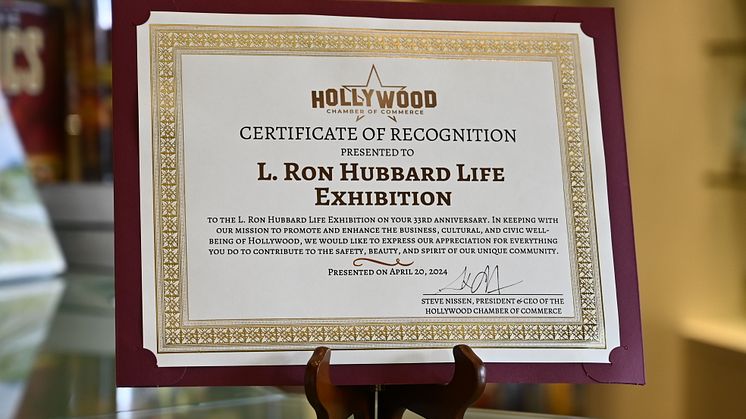 ICS
HOLLYWOOD
CHAMBER OF COMMERCE
CERTIFICATE OF RECOGNITION
PRESENTED TO
L. RON HUBBARD LIFE
EXHIBITION
TO THE L. RON HUBBARD LIFE EXHIBITION ON YOUR 33RD ANNIVERSARY. IN KEEPING WITH
OUR MISSION TO PROMOTE AND ENHANCE THE BUSINESS, CULTURAL, AND CIVIC WELL-
BEING OF HOLLYWOOD, WE WOULD LIKE TO EXPRESS OUR APPRECIATION FOR EVERYTHING
YOU DO TO CONTRIBUTE TO THE SAFETY, BEAUTY, AND SPIRIT OF OUR UNIQUE COMMUNITY.
PRESENTED ON APRIL 20, 2024
STEVE NISSEN, PRESIDENT & CEO OF THE
HOLLYWOOD CHAMBER OF COMMERCE